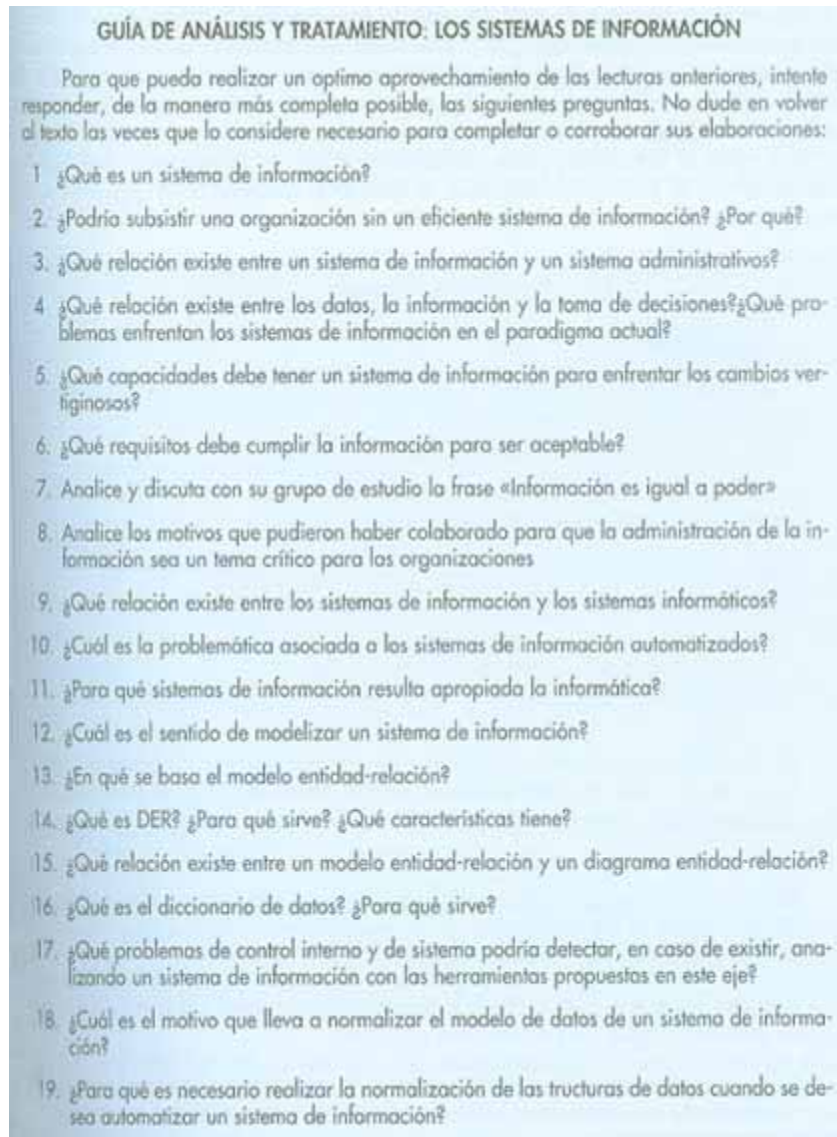 GUÍA DE ANÁLISIS Y TRATAMIENTO: LOS SISTEMAS DE INFORMACIÓN
Para que pueda realizar un optimo aprovechamiento de las lecturas anteriores, intente
responder, de la manera más completa posible, las siguientes preguntas. No dude en volver
al texto las veces que lo considere necesario para completar o corroborar sus elaboraciones:
1 ¿Qué es un sistema de información?
2. ¿Podría subsistir una organización sin un eficiente sistema de información? ¿Por qué?
3. ¿Qué relación existe entre un sistema de información y un sistema administrativos?
4 ¿Qué relación existe entre los datos, la información y la toma de decisiones?¿Qué pro-
blemas enfrentan los sistemas de información en el paradigma actual?
5. ¿Qué capacidades debe tener un sistema de información para enfrentar los cambios ver-
tiginosos?
6. ¿Qué requisitos debe cumplir la información para ser aceptable?
7. Analice y discuta con su grupo de estudio la frase «Información es igual a poder»
8. Analice los motivos que pudieron haber colaborado para que la administración de la in-
formación sea un tema crítico para las organizaciones
9. ¿Qué relación existe entre los sistemas de información y los sistemas informáticos?
10. ¿Cuál es la problemática asociada a los sistemas de información automatizados?
11. ¿Para qué sistemas de información resulta apropiada la informática?
12. ¿Cuál es el sentido de modelizar un sistema de información?
13. ¿En qué se basa el modelo entidad-relación?
14. ¿Qué es DER? ¿Para qué sirve? ¿Qué características tiene?
15. ¿Qué relación existe entre un modelo entidad-relación y un diagrama entidad-relación?
16. ¿Qué es el diccionario de datos? ¿Para qué sirve?
17. ¿Qué problemas de control interno y de sistema podría detectar, en caso de existir, ana-
lizando un sistema de información con las herramientas propuestas en este eje?
18. ¿Cuál es el motivo que lleva a normalizar el modelo de datos de un sistema de informa-
ción?
19. ¿Para qué es necesario realizar la normalización de las tructuras de datos cuando se de-
sea automatizar un sistema de información?